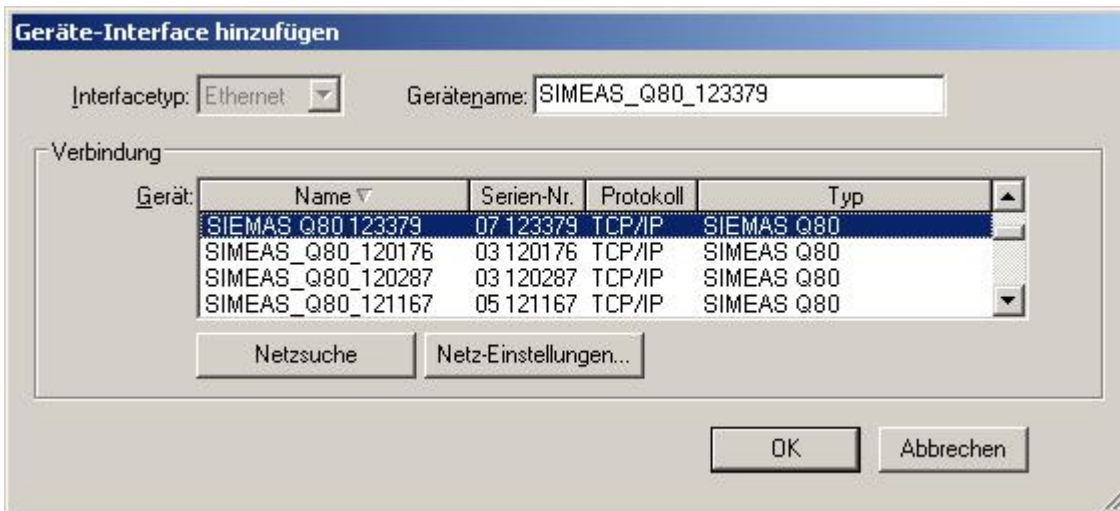 Geräte-Interface hinzufügen
Interfacetyp: Ethernet Gerätename: SIMEAS_Q80_123379
Verbindung
Gerät: Name Serien-Nr. Protokoll Typ
SIEMAS Q80 123379 07 123379 TCP/IP SIEMAS Q80
SIMEAS_Q80_120176 03 120176 TCP/IP SIMEAS Q80
SIMEAS_Q80_120287 03 120287 TCP/IP SIMEAS Q80
SIMEAS_Q80_121167 05 121167 TCP/IP SIMEAS Q80
Netzsuche Netz-Einstellungen...
OK Abbrechen